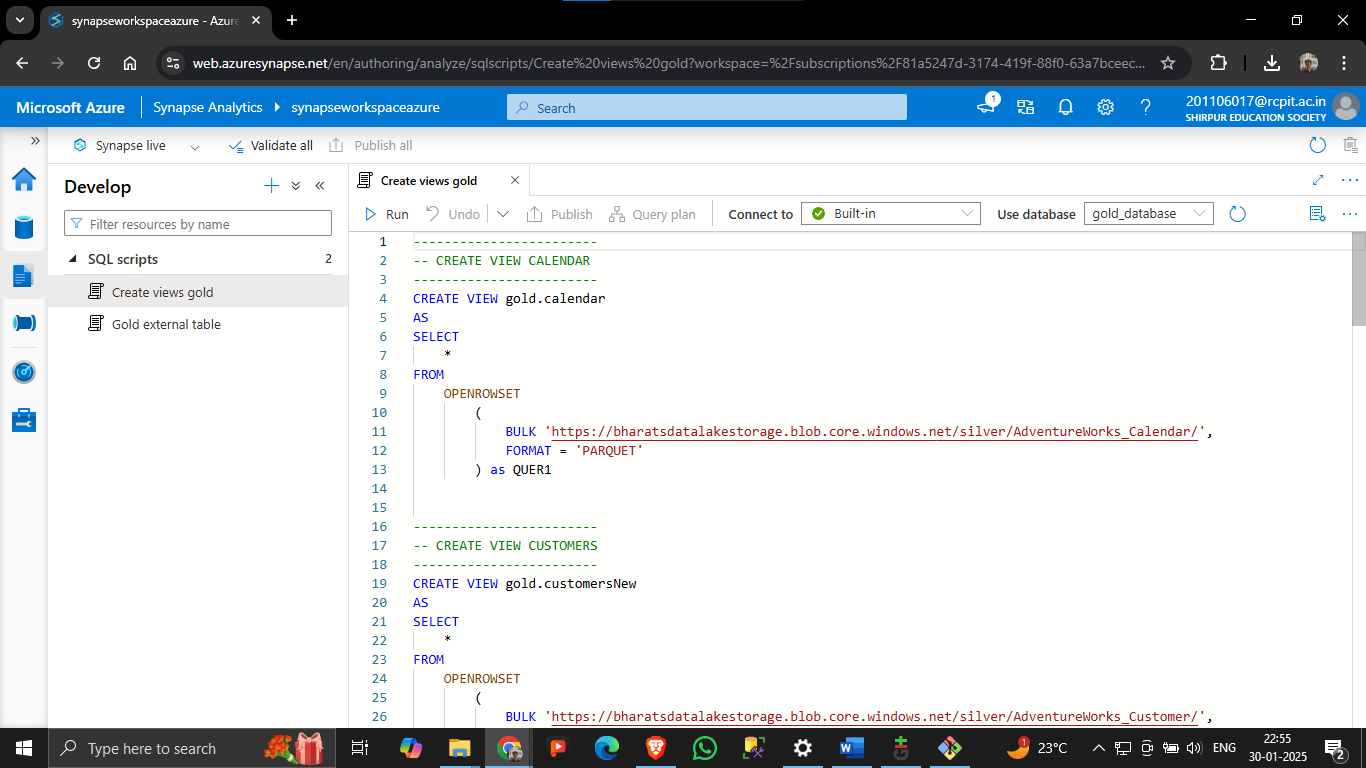 synapseworkspaceazure - Azure
web.azuresynapse.net/en/authoring/analyze/sqlscripts/Create%20views%20gold?workspace=%2Fsubscriptions%2F81a5247d-3174-419f-88f0-63a7bceec...
Microsoft Azure
Synapse Analytics
synapseworkspaceazure
Search
1
201106017@rcpit.ac.in
SHIRPUR EDUCATION SOCIETY
Synapse live
Validate all
Publish all
Develop
Filter resources by name
SQL scripts 2
Create views gold
Gold external table
Create views gold
Run
Undo
Publish
Query plan
Connect to
Built-in
Use database
gold_database
1 ------------------------
2 -- CREATE VIEW CALENDAR
3 ------------------------
4 CREATE VIEW gold.calendar
5 AS
6 SELECT
7 *
8 FROM
9 OPENROWSET
10 (
11 BULK 'https://bharatsdatalakestorage.blob.core.windows.net/silver/AdventureWorks_Calendar/',
12 FORMAT = 'PARQUET'
13 ) as QUER1
14
15
16 ------------------------
17 -- CREATE VIEW CUSTOMERS
18 ------------------------
19 CREATE VIEW gold.customersNew
20 AS
21 SELECT
22 *
23 FROM
24 OPENROWSET
25 (
26 BULK 'https://bharatsdatalakestorage.blob.core.windows.net/silver/AdventureWorks_Customer/',
Type here to search
1
23°C
ENG
22:55
30-01-2025
2